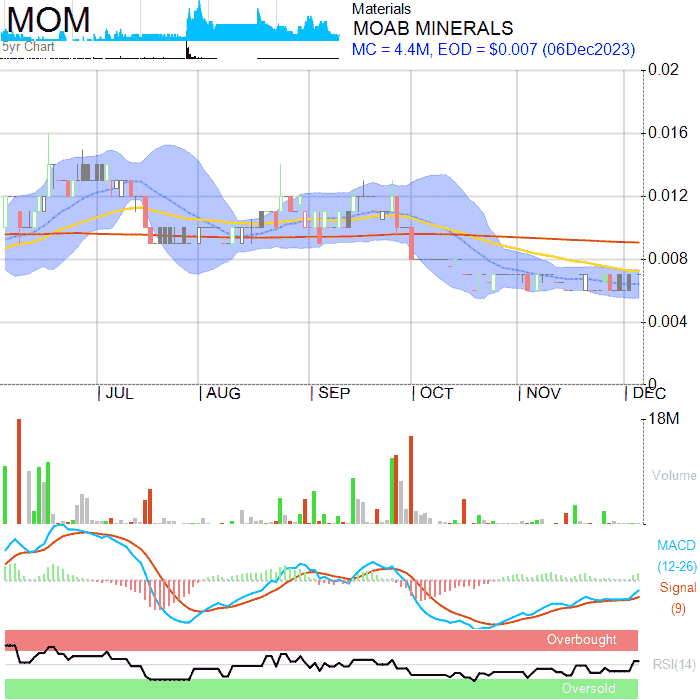 MOM
5yr Chart
Materials
MOAB MINERALS
MC = 4.4M, EOD = $0.007 (06Dec2023)
0.02
0.016
0.012
0.008
0.004
0
JUL AUG SEP OCT NOV DEC
18M
Volume
MACD
(12-26)
Signal
(9)
Overbought
RSI(14)
Oversold